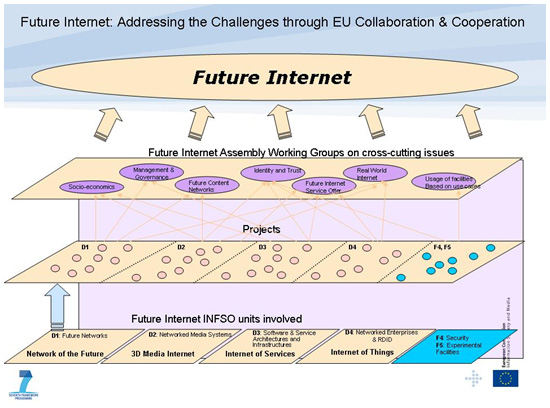 Future Internet: Addressing the Challenges through EU Collaboration & Cooperation
Future Internet
Future Internet Assembly Working Groups on cross-cutting issues
Socio-economics
Management &
Governance
Future Content
Networks
Identity and Trust
Future Internet
Service Offer
Real World
Internet
Usage of facilities
Based on use cases
Projects
D1
D2
D3
D4
F4, F5
Future Internet INFSO units involved
D1: Future Networks
Network of the Future
D2: Networked Media Systems
3D Media Internet
D3: Software & Service
Architectures and
Infrastructures
Internet of Services
D4: Networked Enterprises
& RDID
Internet of Things
F4: Security
F5: Experimental
Facilities
European Commission
Information Society and Media
SEVENTH FRAMEWORK
PROGRAMME